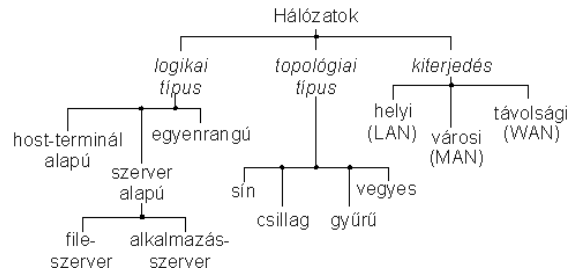 Hálózatok
logikai
típus
topológiai
típus
kiterjedés
host-terminál
alapú
szerver
alapú
egyenrangú
file-
szerver
alkalmazás-
szerver
sín
csillag
gyűrű
vegyes
helyi
(LAN)
városi
(MAN)
távolsági
(WAN)